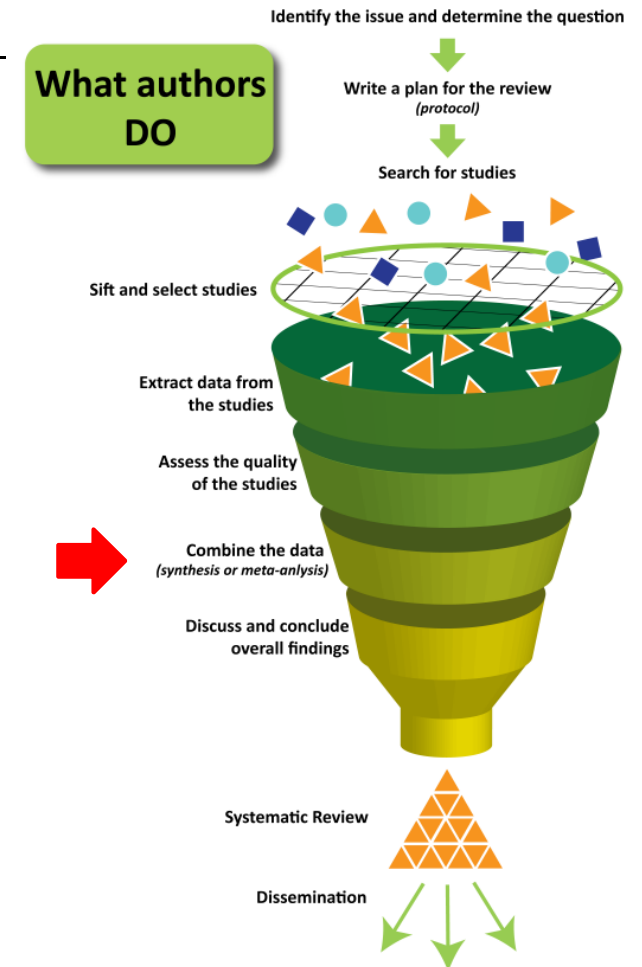 Identify the issue and determine the question
What authors
DO
Write a plan for the review
(protocol)
Search for studies
Sift and select studies
Extract data from
the studies
Assess the quality
of the studies
Combine the data
(synthesis or meta-anlysis)
Discuss and conclude
overall findings
Systematic Review
Dissemination